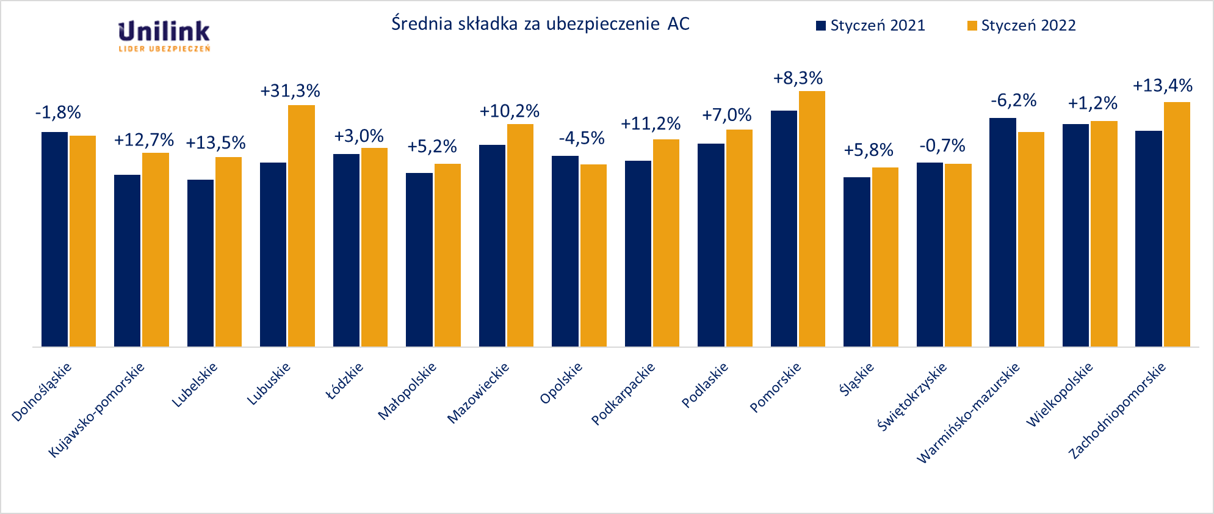 Unilink
LIDER UBEZPIECZEŃ
Średnia składka za ubezpieczenie AC
Styczeń 2021
Styczeń 2022
-1,8%
+12,7%
+13,5%
+31,3%
+3,0%
+5,2%
+10,2%
-4,5%
+11,2%
+7,0%
+8,3%
+5,8%
-0,7%
-6,2%
+1,2%
+13,4%
Dolnośląskie
Kujawsko-pomorskie
Lubelskie
Lubuskie
Łódzkie
Małopolskie
Mazowieckie
Opolskie
Podkarpackie
Podlaskie
Pomorskie
Śląskie
Świętokrzyskie
Warmińsko-mazurskie
Wielkopolskie
Zachodniopomorskie